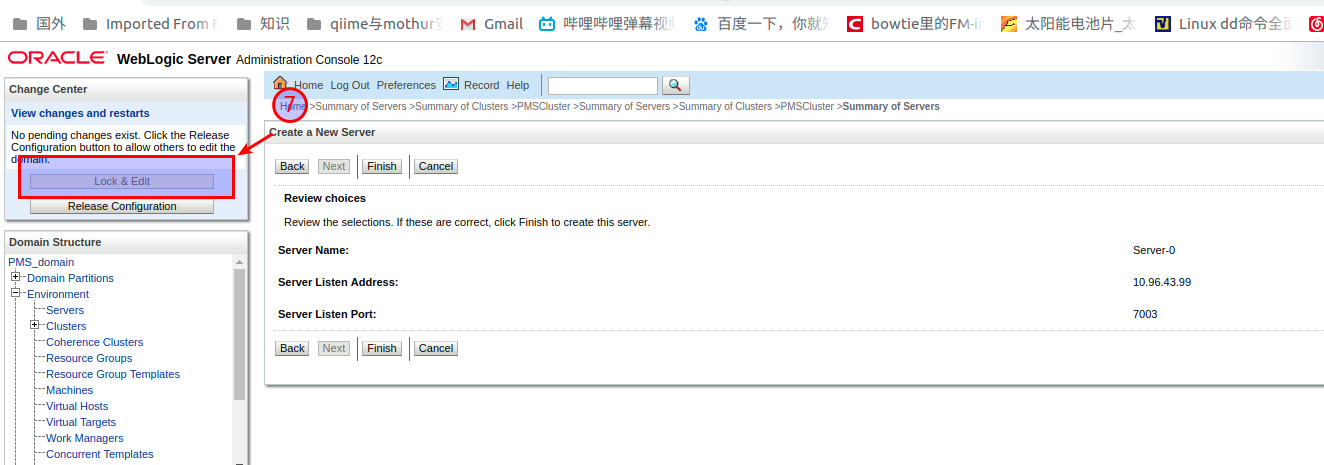 国外 Imported From F 知识 qiime与mothur Gmail 哔哩哔哩弹幕视 百度一下，你就 bowtie里的FM-in 太阳能电池片_太 Linux dd命令全面
ORACLE WebLogic Server Administration Console 12c
Change Center
View changes and restarts
No pending changes exist. Click the Release
Configuration button to allow others to edit the
domain.
Lock & Edit
Release Configuration
Domain Structure
PMS_domain
Domain Partitions
Environment
Servers
Clusters
Coherence Clusters
Resource Groups
Resource Group Templates
Machines
Virtual Hosts
Virtual Targets
Work Managers
Concurrent Templates
Home Log Out Preferences Record Help
7
Home >Summary of Servers >Summary of Clusters >PMSCluster >Summary of Servers >Summary of Clusters >PMSCluster >Summary of Servers
Create a New Server
Back Next Finish Cancel
Review choices
Review the selections. If these are correct, click Finish to create this server.
Server Name: Server-0
Server Listen Address: 10.96.43.99
Server Listen Port: 7003
Back Next Finish Cancel